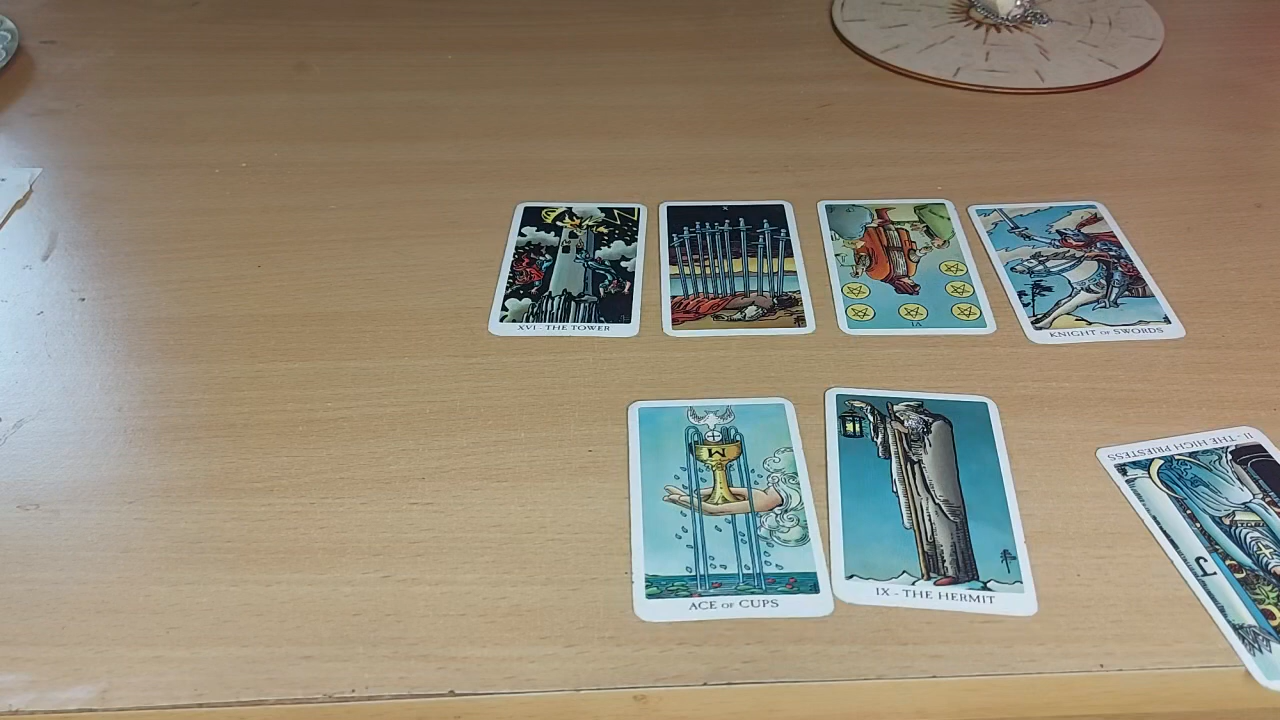 XVI - THE TOWER
X
VI
KNIGHT OF SWORDS
ACE OF CUPS
IX - THE HERMIT
II - THE HIGH PRIESTESS
J